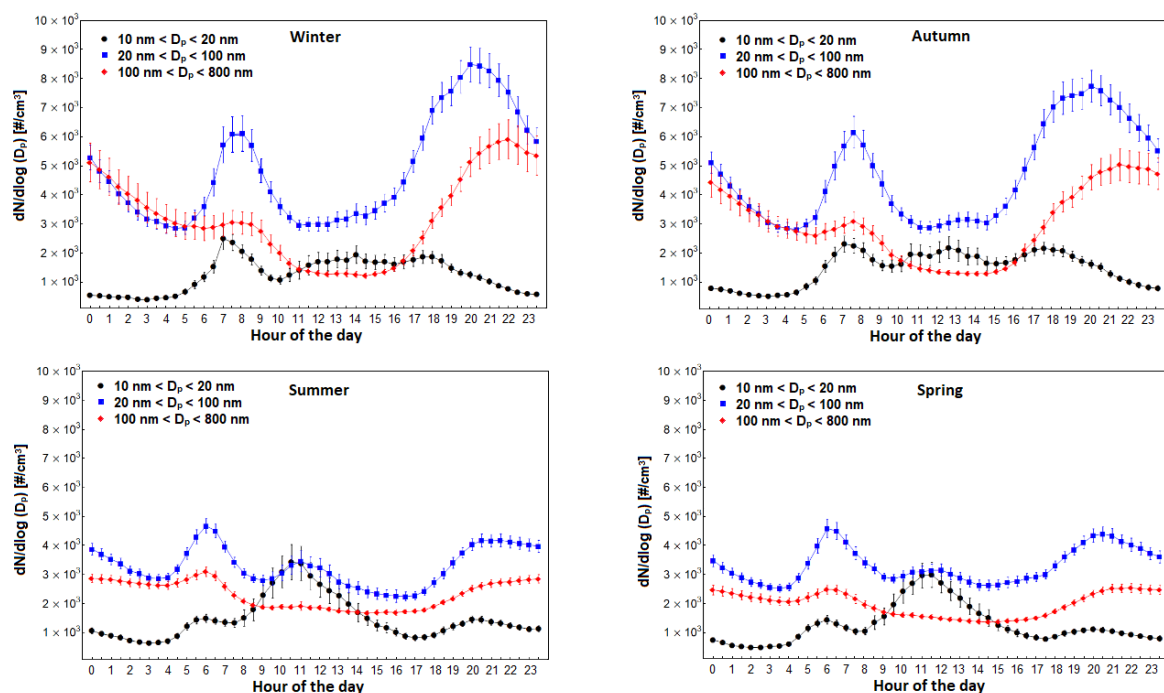 Winter
10 nm < Dₚ < 20 nm
20 nm < Dₚ < 100 nm
100 nm < Dₚ < 800 nm
dN/dlog (Dₚ) [#/cm³]
10 × 10³
9 × 10³
8 × 10³
7 × 10³
6 × 10³
5 × 10³
4 × 10³
3 × 10³
2 × 10³
1 × 10³
0 1 2 3 4 5 6 7 8 9 10 11 12 13 14 15 16 17 18 19 20 21 22 23
Hour of the day
Autumn
10 nm < Dₚ < 20 nm
20 nm < Dₚ < 100 nm
100 nm < Dₚ < 800 nm
dN/dlog (Dₚ) [#/cm³]
10 × 10³
9 × 10³
8 × 10³
7 × 10³
6 × 10³
5 × 10³
4 × 10³
3 × 10³
2 × 10³
1 × 10³
0 1 2 3 4 5 6 7 8 9 10 11 12 13 14 15 16 17 18 19 20 21 22 23
Hour of the day
Summer
10 nm < Dₚ < 20 nm
20 nm < Dₚ < 100 nm
100 nm < Dₚ < 800 nm
dN/dlog (Dₚ) [#/cm³]
10 × 10³
9 × 10³
8 × 10³
7 × 10³
6 × 10³
5 × 10³
4 × 10³
3 × 10³
2 × 10³
1 × 10³
0 1 2 3 4 5 6 7 8 9 10 11 12 13 14 15 16 17 18 19 20 21 22 23
Hour of the day
Spring
10 nm < Dₚ < 20 nm
20 nm < Dₚ < 100 nm
100 nm < Dₚ < 800 nm
dN/dlog (Dₚ) [#/cm³]
10 × 10³
9 × 10³
8 × 10³
7 × 10³
6 × 10³
5 × 10³
4 × 10³
3 × 10³
2 × 10³
1 × 10³
0 1 2 3 4 5 6 7 8 9 10 11 12 13 14 15 16 17 18 19 20 21 22 23
Hour of the day